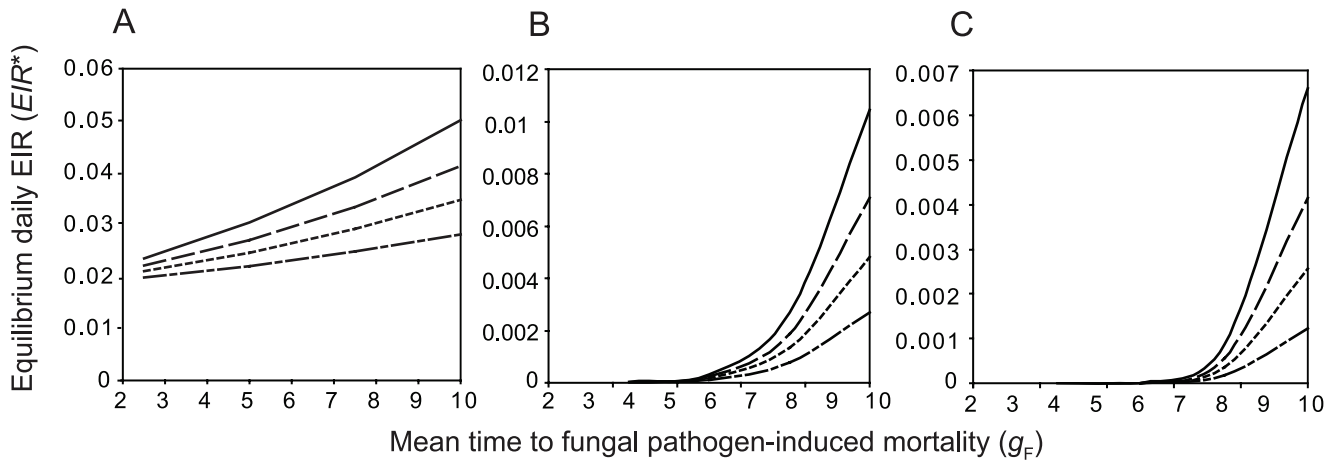 A
B
C
Equilibrium daily EIR (EIR*)
0.06
0.05
0.04
0.03
0.02
0.01
0
2 3 4 5 6 7 8 9 10
0.012
0.01
0.008
0.006
0.004
0.002
0
2 3 4 5 6 7 8 9 10
0.007
0.006
0.005
0.004
0.003
0.002
0.001
0
2 3 4 5 6 7 8 9 10
Mean time to fungal pathogen-induced mortality (gF)